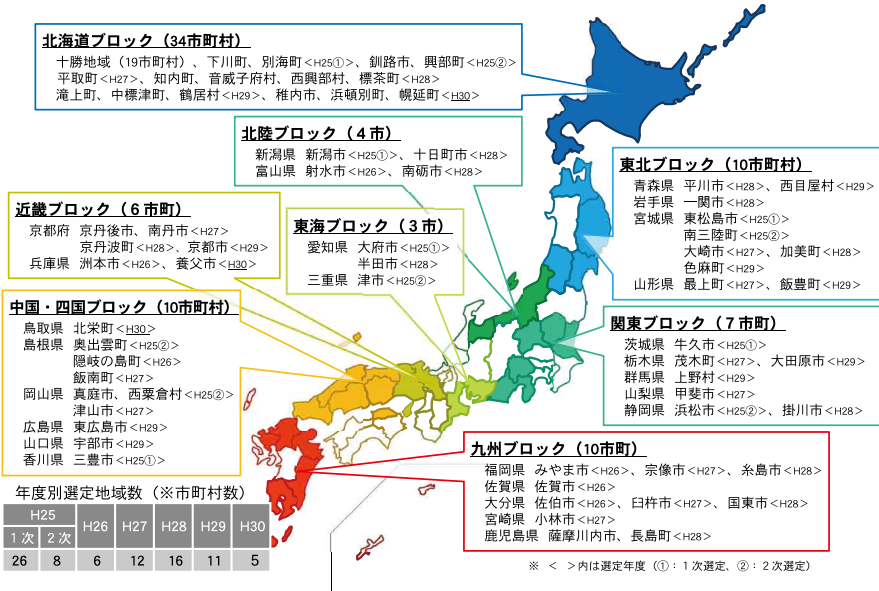 北海道ブロック（34市町村）
十勝地域（19市町村）、下川町、別海町<H25①>、釧路市、興部町<H25②>
平取町<H27>、知内町、音威子府村、西興部村、標茶町<H28>
滝上町、中標津町、鶴居村<H29>、稚内市、浜頓別町、幌延町<H30>
北陸ブロック（４市）
新潟県 新潟市<H25①>、十日町市<H28>
富山県 射水市<H26>、南砺市<H28>
東北ブロック（10市町村）
青森県 平川市<H28>、西目屋村<H29>
岩手県 一関市<H28>
宮城県 東松島市<H25①>
南三陸町<H25②>
大崎市<H27>、加美町<H28>
色麻町<H29>
山形県 最上町<H27>、飯豊町<H29>
近畿ブロック（６市町）
京都府 京丹後市、南丹市<H27>
京丹波町<H28>、京都市<H29>
兵庫県 洲本市<H26>、養父市<H30>
東海ブロック（３市）
愛知県 大府市<H25①>
半田市<H28>
三重県 津市<H25②>
中国・四国ブロック（10市町村）
鳥取県 北栄町<H30>
島根県 奥出雲町<H25②>
隠岐の島町<H26>
飯南町<H27>
岡山県 真庭市、西粟倉村<H25②>
津山市<H27>
広島県 東広島市<H29>
山口県 宇部市<H29>
香川県 三豊市<H25①>
関東ブロック（７市町）
茨城県 牛久市<H25①>
栃木県 茂木町<H27>、大田原市<H29>
群馬県 上野村<H29>
山梨県 甲斐市<H27>
静岡県 浜松市<H25②>、掛川市<H28>
九州ブロック（10市町）
福岡県 みやま市<H26>、宗像市<H27>、糸島市<H28>
佐賀県 佐賀市<H26>
大分県 佐伯市<H26>、臼杵市<H27>、国東市<H28>
宮崎県 小林市<H27>
鹿児島県 薩摩川内市、長島町<H28>
年度別選定地域数（※市町村数）
H25 H26 H27 H28 H29 H30
１次 ２次
26 8 6 12 16 11 5
※ < >内は選定年度（①：１次選定、②：２次選定）